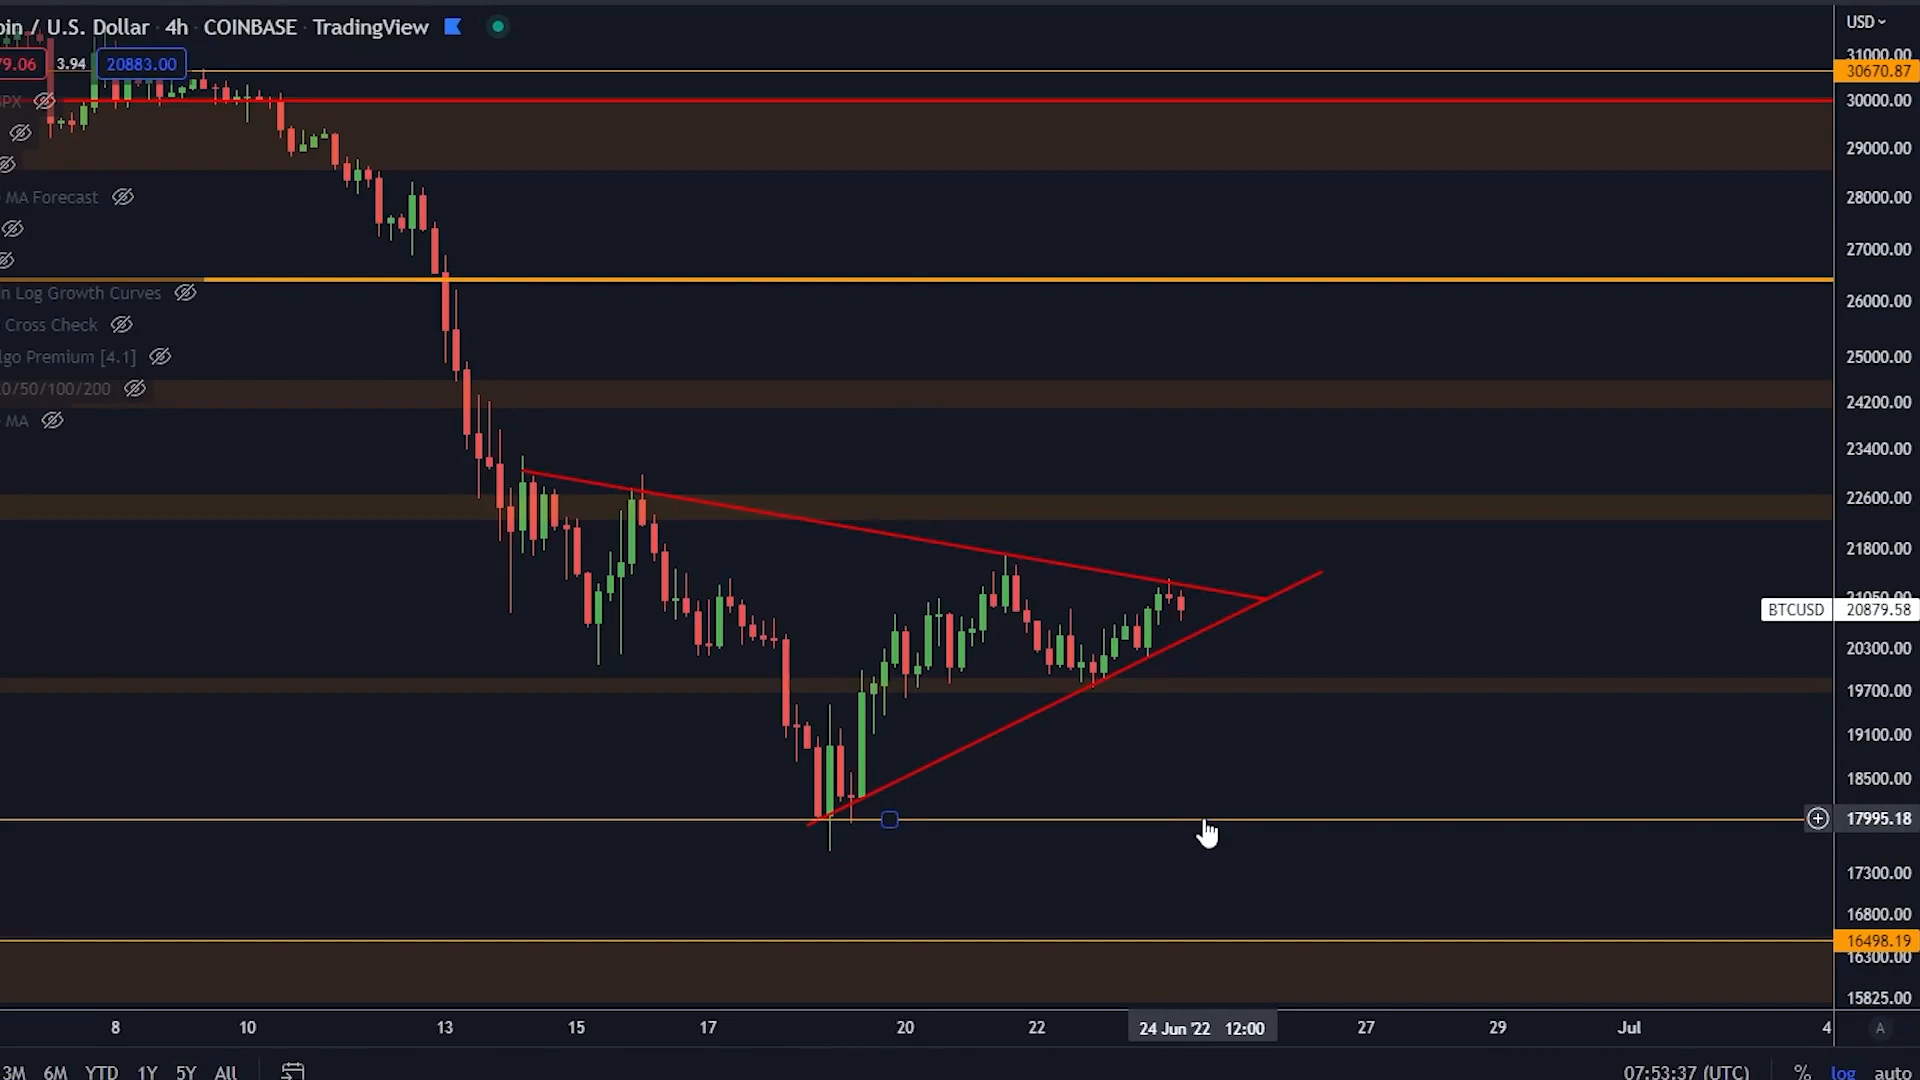 oin / U.S. Dollar · 4h · COINBASE · TradingView
79.06 3.94 20883.00
MA Forecast
in Log Growth Curves
Cross Check
lgo Premium [4.1]
20/50/100/200
MA
USD
31000.00
30670.87
30000.00
29000.00
28000.00
27000.00
26000.00
25000.00
24200.00
23400.00
22600.00
21800.00
21050.00
BTCUSD 20879.58
20300.00
19700.00
19100.00
18500.00
17995.18
17300.00
16800.00
16498.19
16300.00
15825.00
8 10 13 15 17 20 22 24 Jun '22 12:00 27 29 Jul 4 A
3M 6M YTD 1Y 5Y All 07:53:37 (UTC) % log auto